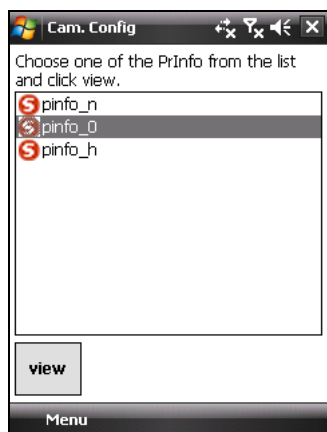 Cam. Config
Choose one of the PrInfo from the list
and click view.
pinfo_n
pinfo_0
pinfo_h
view
Menu